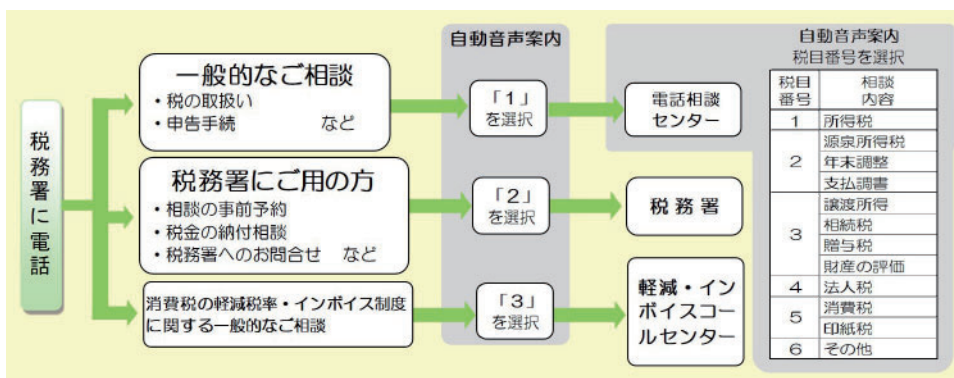 税務署に電話
一般的なご相談
・税の取扱い
・申告手続　など
税務署にご用の方
・相談の事前予約
・税金の納付相談
・税務署へのお問合せ　など
消費税の軽減税率・インボイス制度
に関する一般的なご相談
自動音声案内
「1」
を選択
「2」
を選択
「3」
を選択
電話相談
センター
税務署
軽減・イン
ボイスコー
ルセンター
自動音声案内
税目番号を選択
税目
番号
相談
内容
1 所得税
2 源泉所得税
年末調整
支払調書
3 譲渡所得
相続税
贈与税
財産の評価
4 法人税
5 消費税
印紙税
6 その他